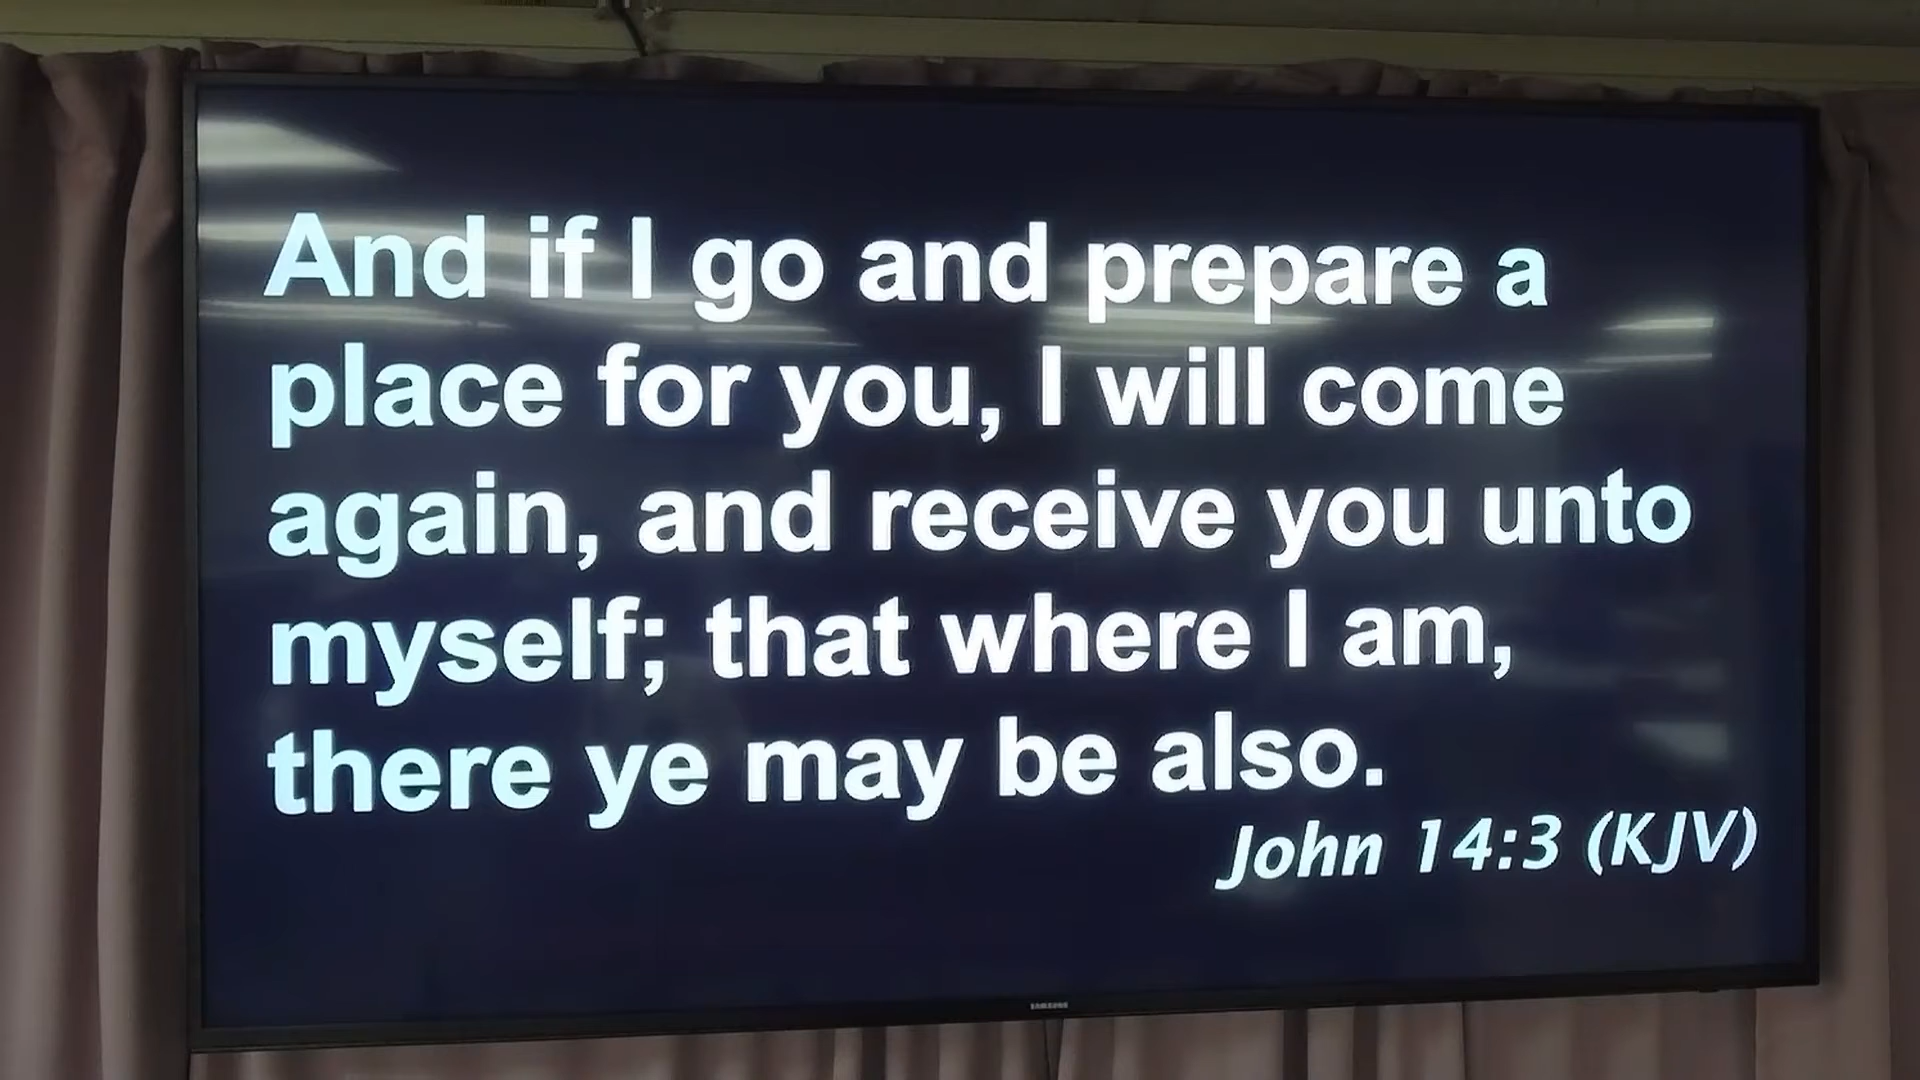 And if I go and prepare a
place for you, I will come
again, and receive you unto
myself; that where I am,
there ye may be also.
John 14:3 (KJV)
SAMSUNG